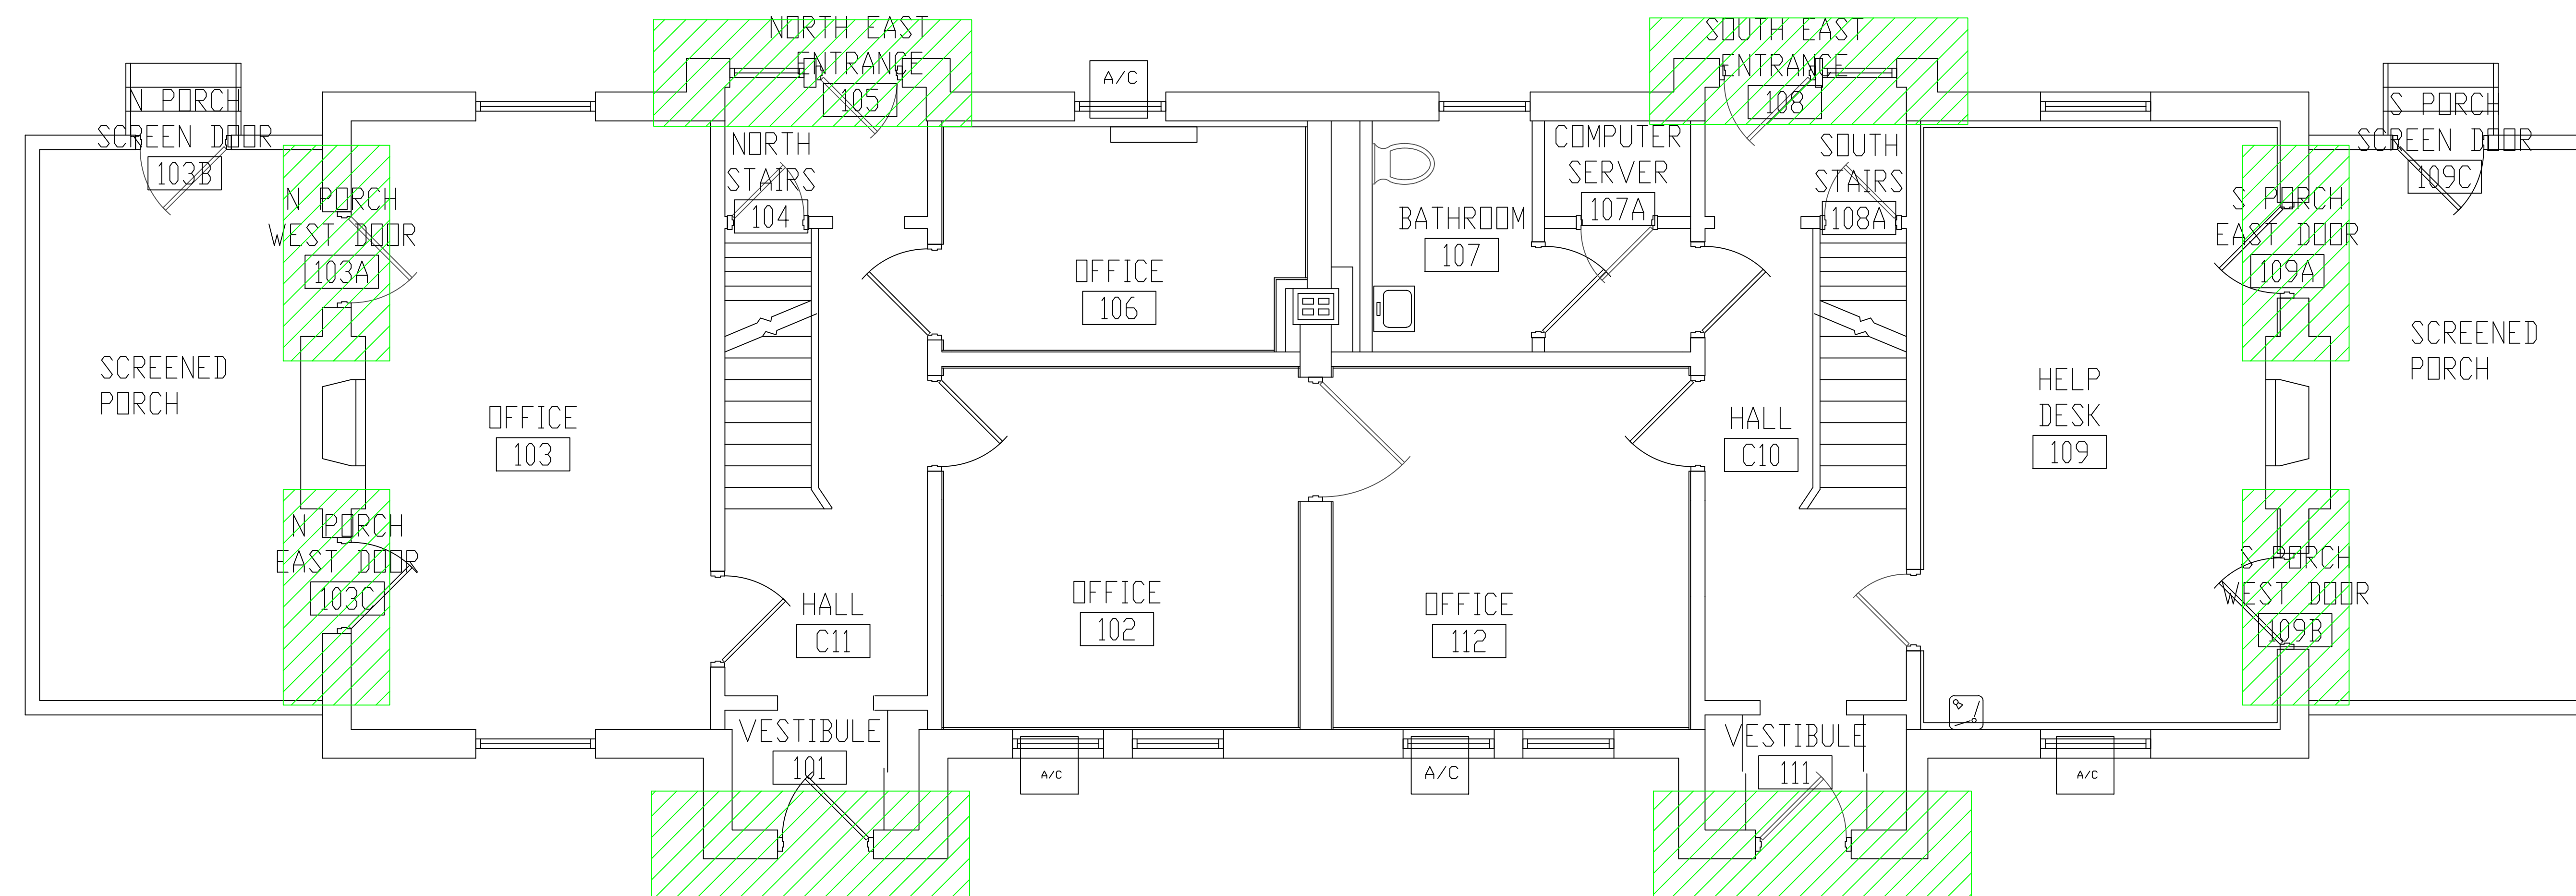 N PORCH
SCREEN DOOR
103B
N PORCH
WEST DOOR
103A
SCREENED
PORCH
N PORCH
EAST DOOR
103C
OFFICE
103
NORTH EAST
ENTRANCE
105
NORTH
STAIRS
104
HALL
C11
VESTIBULE
101
A/C
OFFICE
106
OFFICE
102
A/C
BATHROOM
107
COMPUTER
SERVER
107A
OFFICE
112
A/C
SOUTH EAST
ENTRANCE
108
SOUTH
STAIRS
108A
HALL
C10
VESTIBULE
111
HELP
DESK
109
A/C
S PORCH
EAST DOOR
109A
S PORCH
WEST DOOR
109B
S PORCH
SCREEN DOOR
109C
SCREENED
PORCH